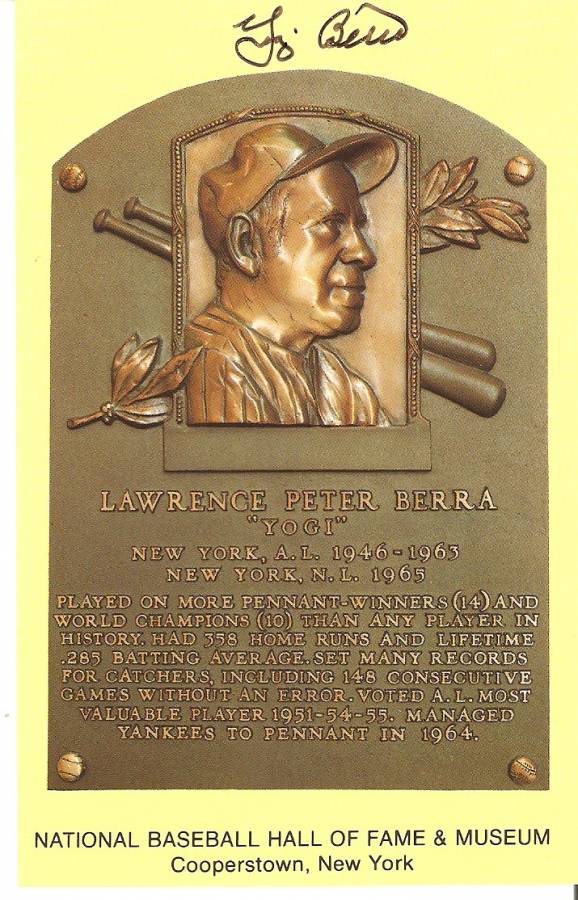 Yogi Berra
LAWRENCE PETER BERRA
"YOGI"
NEW YORK, A.L. 1946-1963
NEW YORK, N.L. 1965
PLAYED ON MORE PENNANT-WINNERS (14) AND
WORLD CHAMPIONS (10) THAN ANY PLAYER IN
HISTORY. HAD 358 HOME RUNS AND LIFETIME
.285 BATTING AVERAGE. SET MANY RECORDS
FOR CATCHERS, INCLUDING 148 CONSECUTIVE
GAMES WITHOUT AN ERROR. VOTED A.L. MOST
VALUABLE PLAYER 1951-54-55. MANAGED
YANKEES TO PENNANT IN 1964.
NATIONAL BASEBALL HALL OF FAME & MUSEUM
Cooperstown, New York